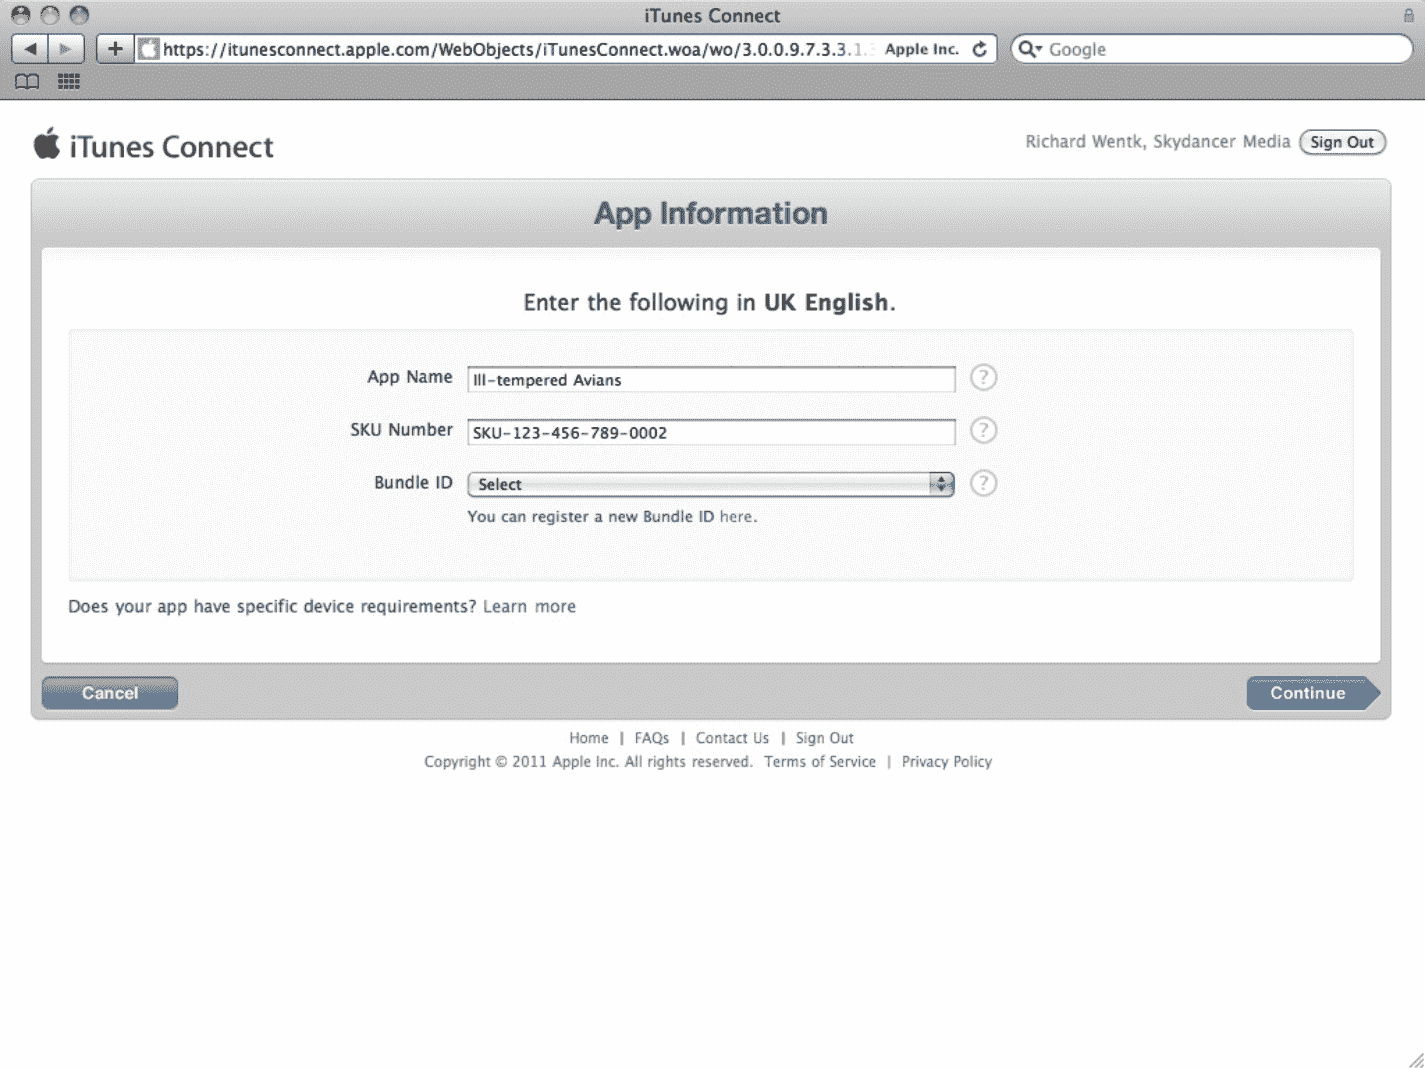 iTunes Connect
https://itunesconnect.apple.com/WebObjects/iTunesConnect.woa/wo/3.0.0.9.7.3.3.1. Apple Inc. Google
iTunes Connect
Richard Wentk, Skydancer Media Sign Out
App Information
Enter the following in UK English.
App Name Ill-tempered Avians ?
SKU Number SKU-123-456-789-0002 ?
Bundle ID Select ?
You can register a new Bundle ID here.
Does your app have specific device requirements? Learn more
Cancel Continue
Home | FAQs | Contact Us | Sign Out
Copyright © 2011 Apple Inc. All rights reserved. Terms of Service | Privacy Policy